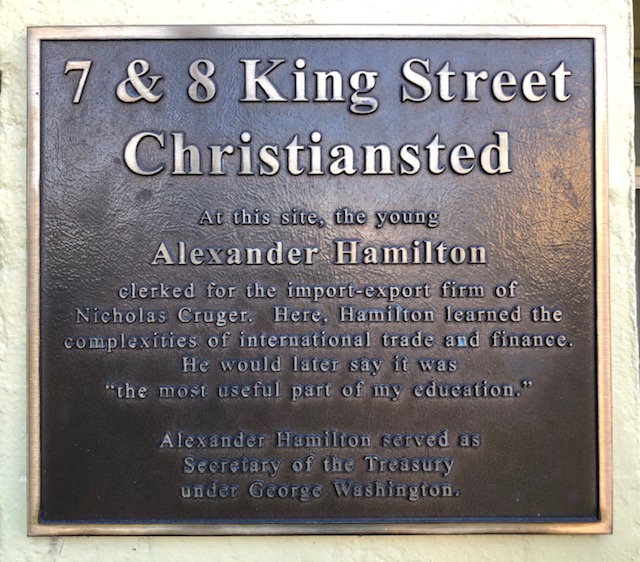 7 & 8 King Street
Christiansted
At this site, the young
Alexander Hamilton
clerked for the import-export firm of
Nicholas Cruger. Here, Hamilton learned the
complexities of international trade and finance.
He would later say it was
“the most useful part of my education.”
Alexander Hamilton served as
Secretary of the Treasury
under George Washington.